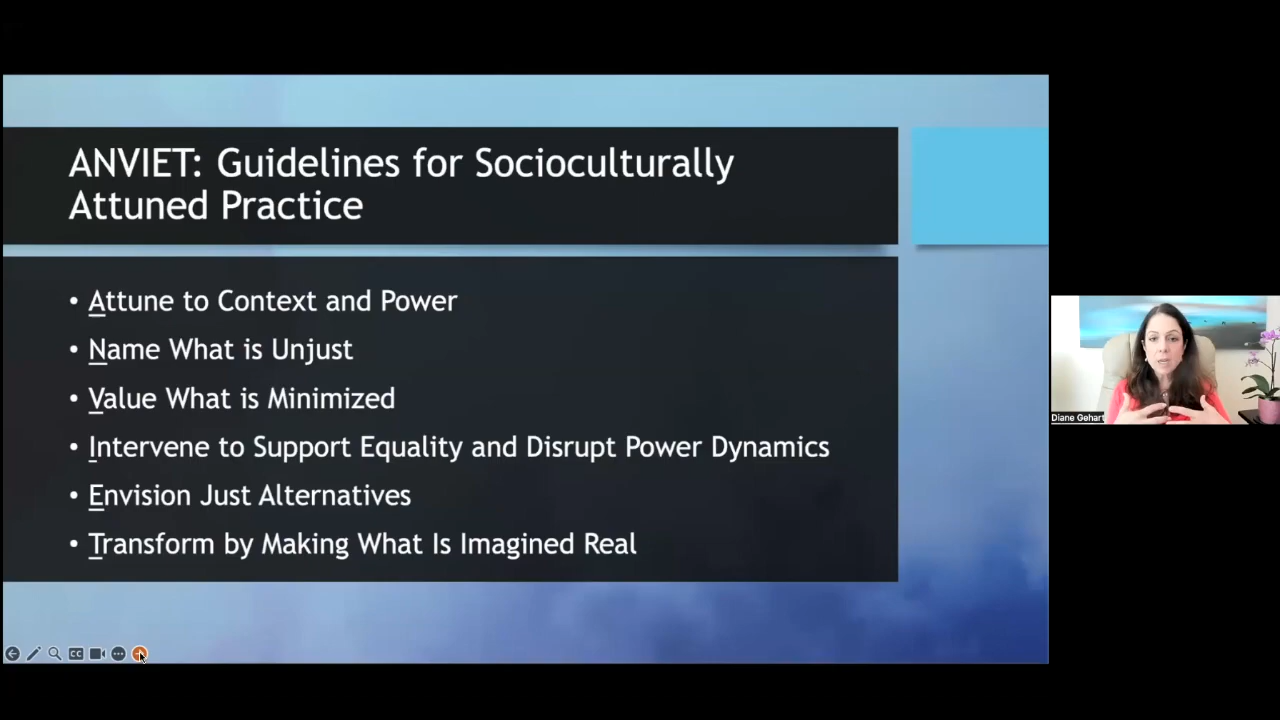 ANVIET: Guidelines for Socioculturally
Attuned Practice
• Attune to Context and Power
• Name What is Unjust
• Value What is Minimized
• Intervene to Support Equality and Disrupt Power Dynamics
• Envision Just Alternatives
• Transform by Making What Is Imagined Real
Diane Gehart
CC